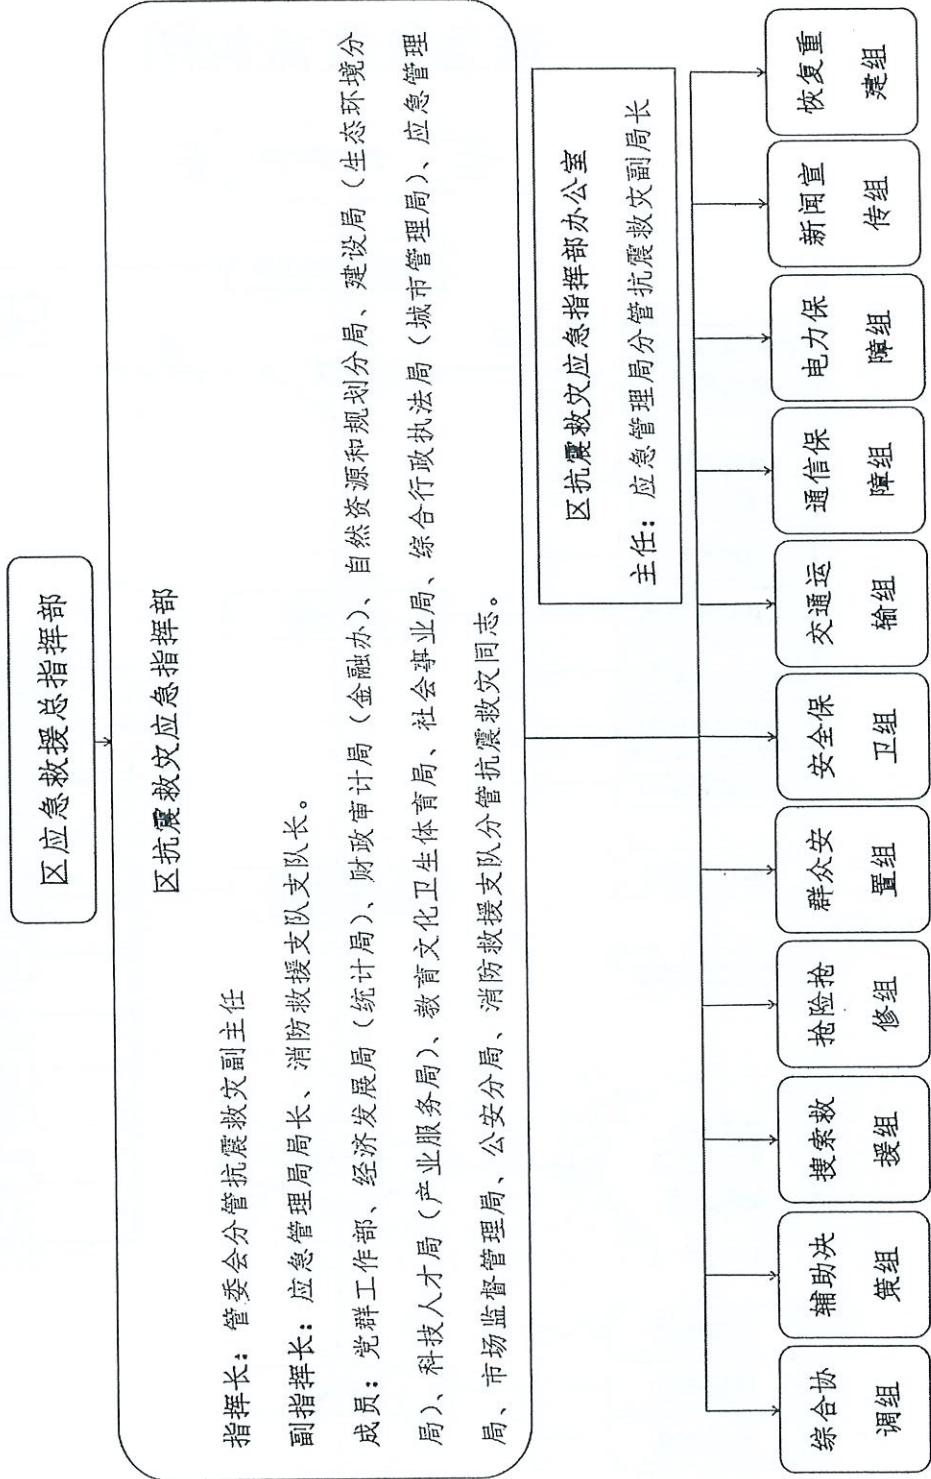 区应急救援总指挥部
区抗震救灾应急指挥部
指挥长：管委会分管抗震救灾副主任
副指挥长：应急管理局局长、消防救援支队支队长。
成员：党群工作部、经济发展局（统计局）、财政审计局（金融办）、自然资源和规划分局、建设局（生态环境分
局）、科技人才局（产业服务局）、教育文化卫生体育局、社会事业局、综合行政执法局（城市管理局）、应急管理
局、市场监督管理局、公安分局、消防救援支队分管抗震救灾同志。
区抗震救灾应急指挥部办公室
主任：应急管理局分管抗震救灾副局长
综合协
调组
辅助决
策组
搜索救
援组
抢险抢
修组
群众安
置组
安全保
卫组
交通运
输组
通信保
障组
电力保
障组
新闻宣
传组
恢复重
建组